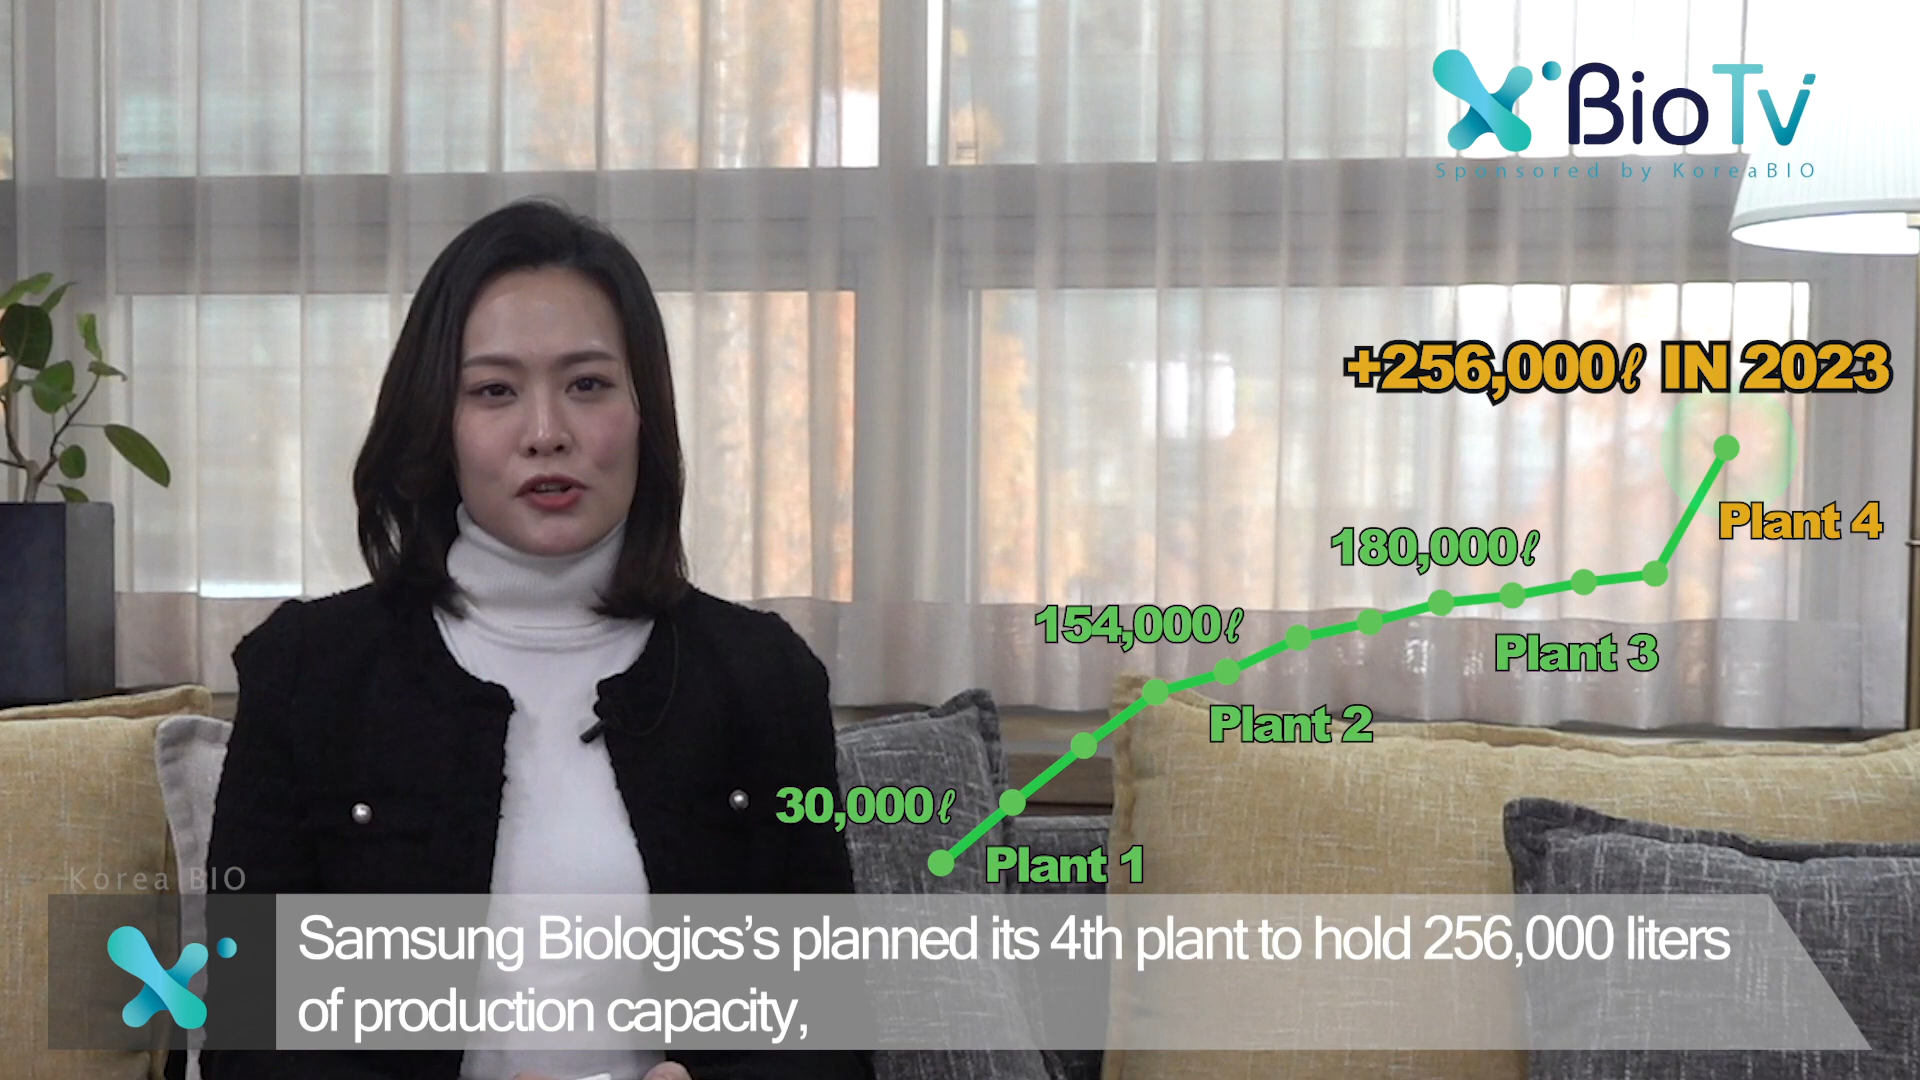 BioTv
Sponsored by KoreaBIO
+256,000ℓ IN 2023
Plant 4
180,000ℓ
Plant 3
154,000ℓ
Plant 2
30,000ℓ
Plant 1
Korea BIO
Samsung Biologics’s planned its 4th plant to hold 256,000 liters
of production capacity,